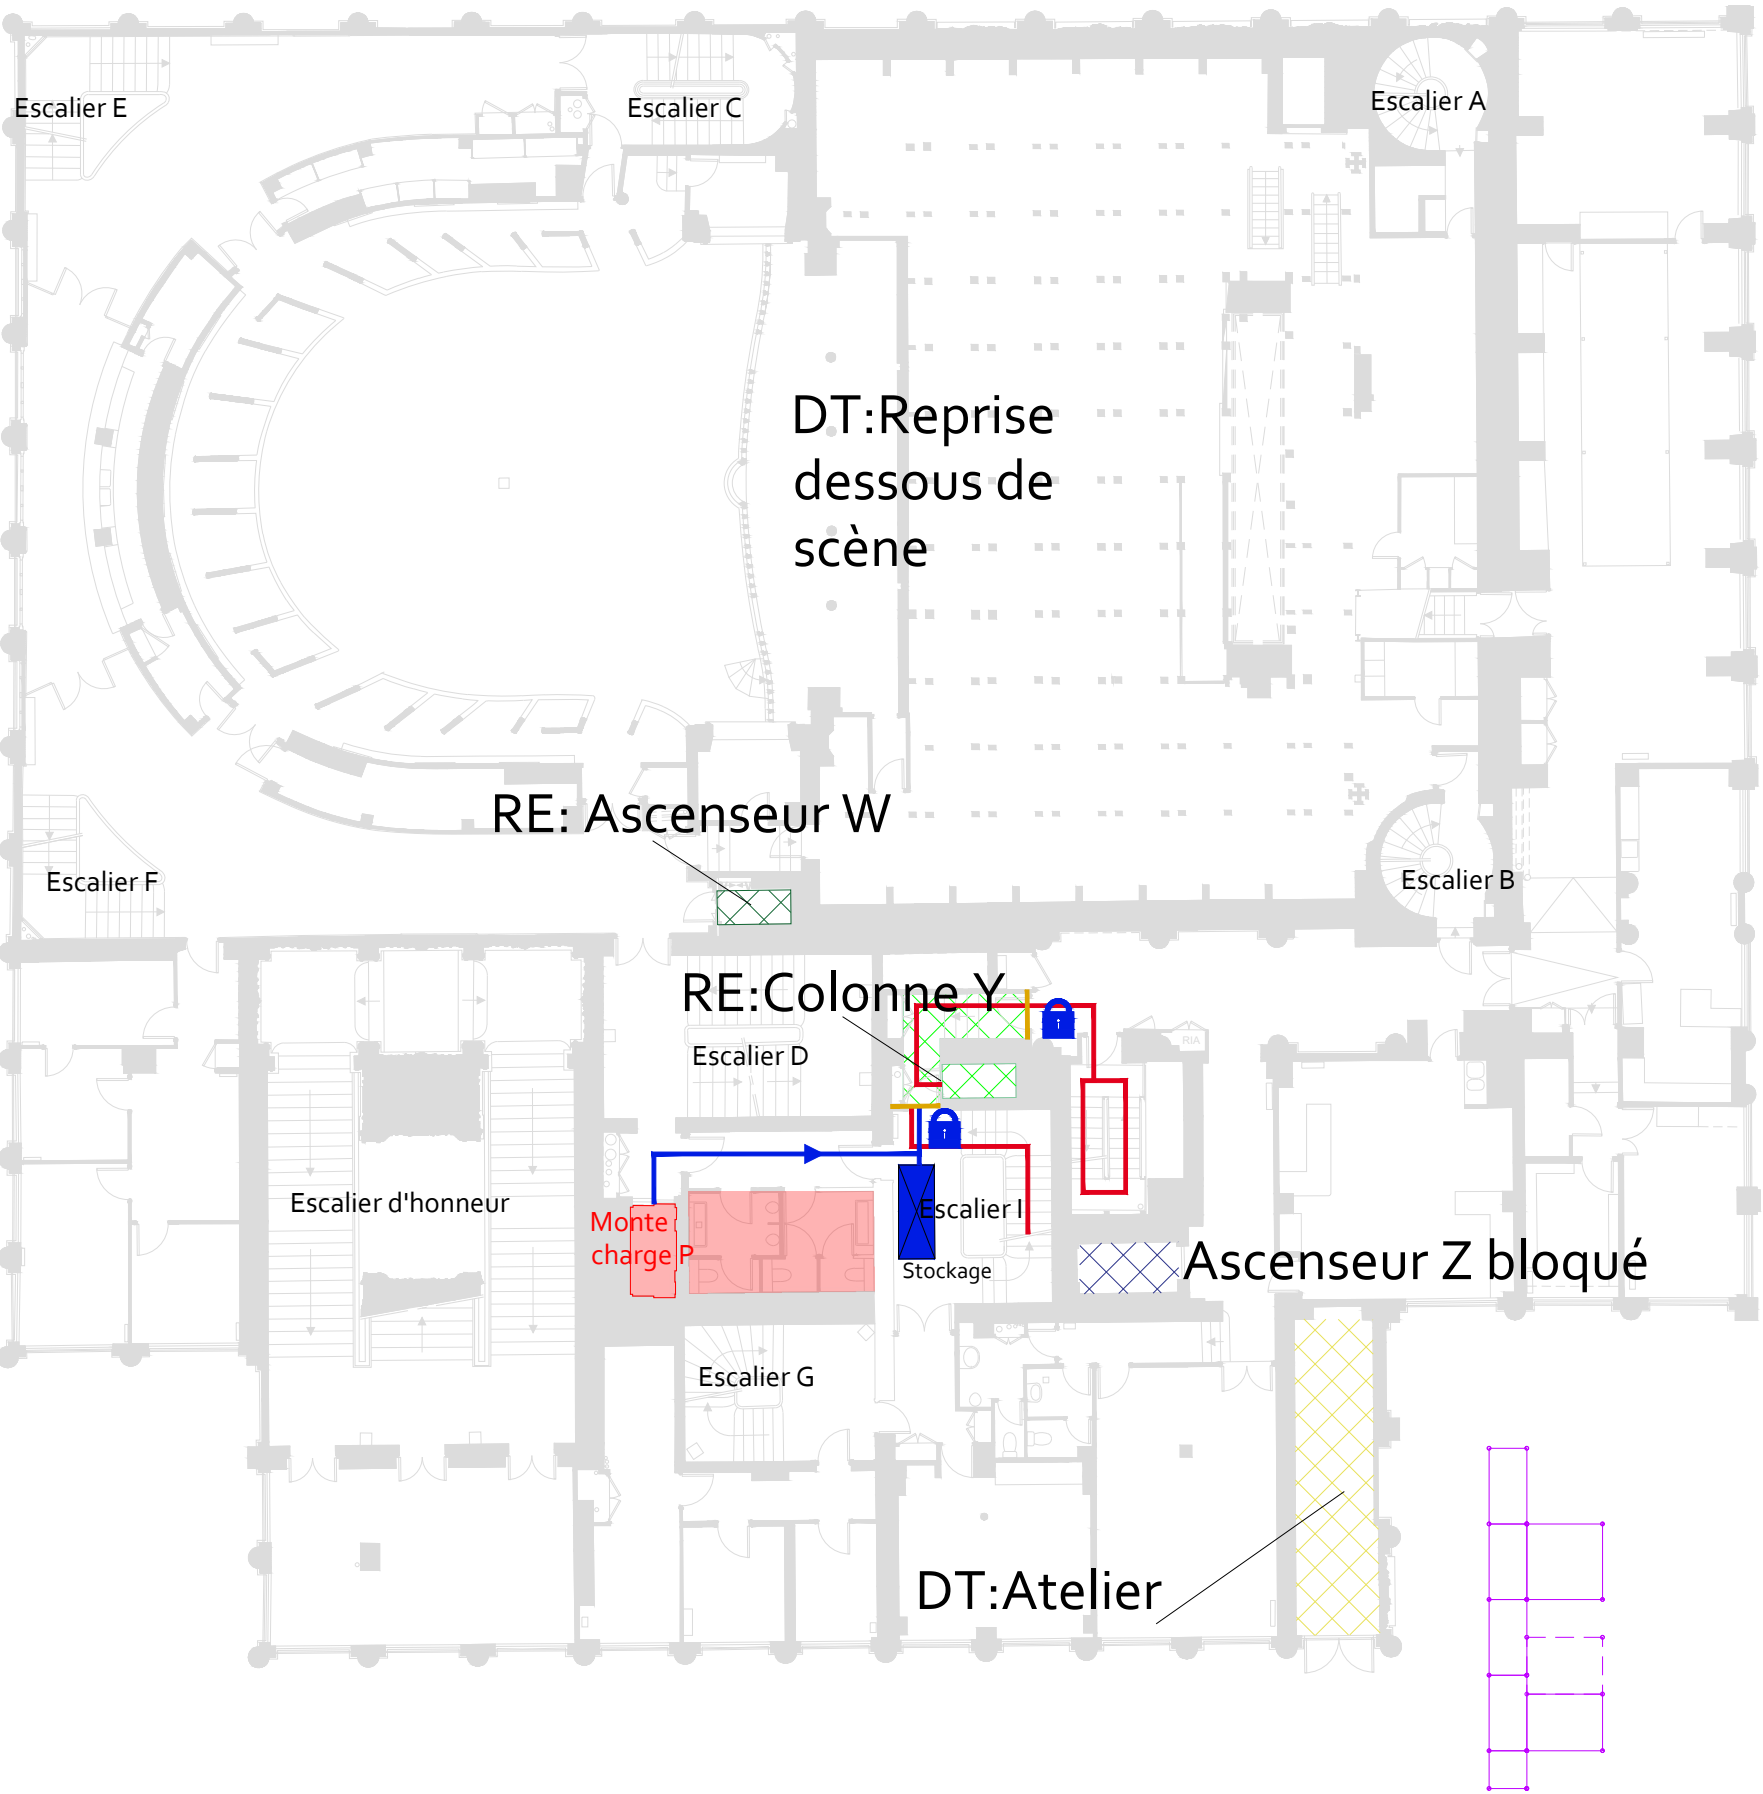 Escalier E
Escalier C
Escalier A
DT:Reprise
dessous de
scène
RE: Ascenseur W
Escalier F
Escalier B
RE:Colonne Y
Escalier D
RIA
Escalier d'honneur
Monte
charge P
Escalier I
Stockage
Ascenseur Z bloqué
Escalier G
DT:Atelier